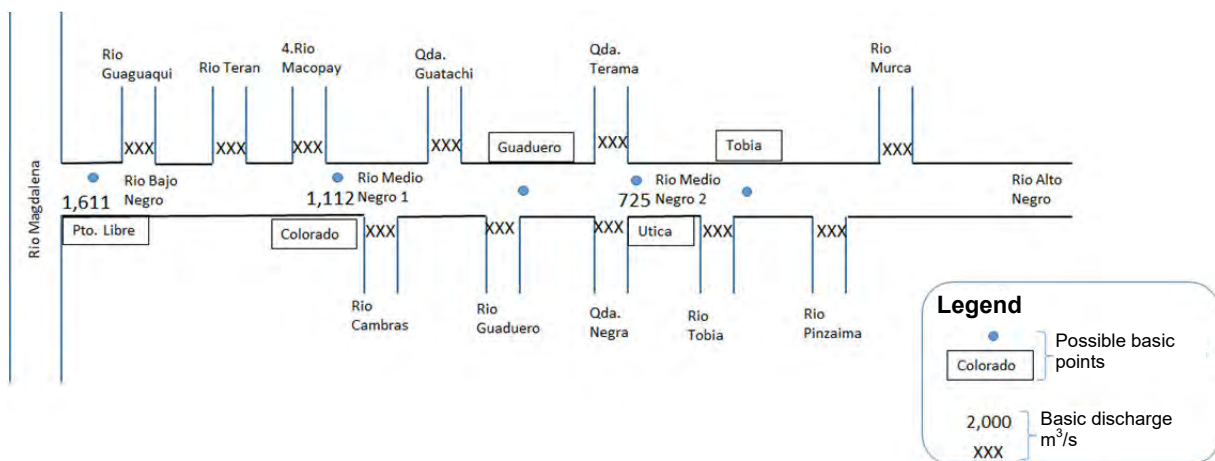 Rio
Guaguaqui
Rio Teran
4.Rio
Macopay
Qda.
Guatachi
Qda.
Terama
Rio
Murca
XXX
XXX
XXX
XXX
XXX
XXX
Guaduero
Tobia
Rio Magdalena
1,611
Rio Bajo
Negro
1,112
Rio Medio
Negro 1
725
Rio Medio
Negro 2
Rio Alto
Negro
Pto. Libre
Colorado
XXX
XXX
XXX
Utica
XXX
XXX
Rio
Cambras
Rio
Guaduero
Qda.
Negra
Rio
Tobia
Rio
Pinzaima
Legend
Possible basic
points
Colorado
2,000
XXX
Basic discharge
m³/s